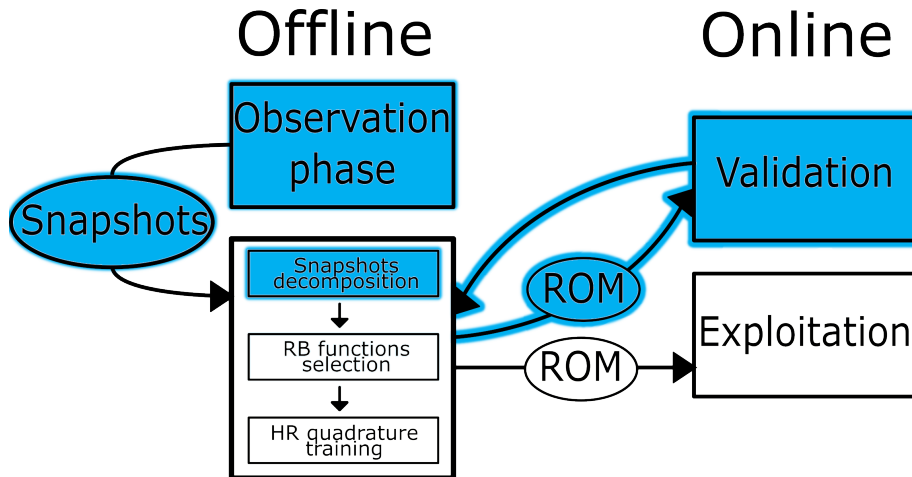 Offline
Online
Observation
phase
Snapshots
Validation
Snapshots
decomposition
ROM
RB functions
selection
Exploitation
ROM
HR quadrature
training